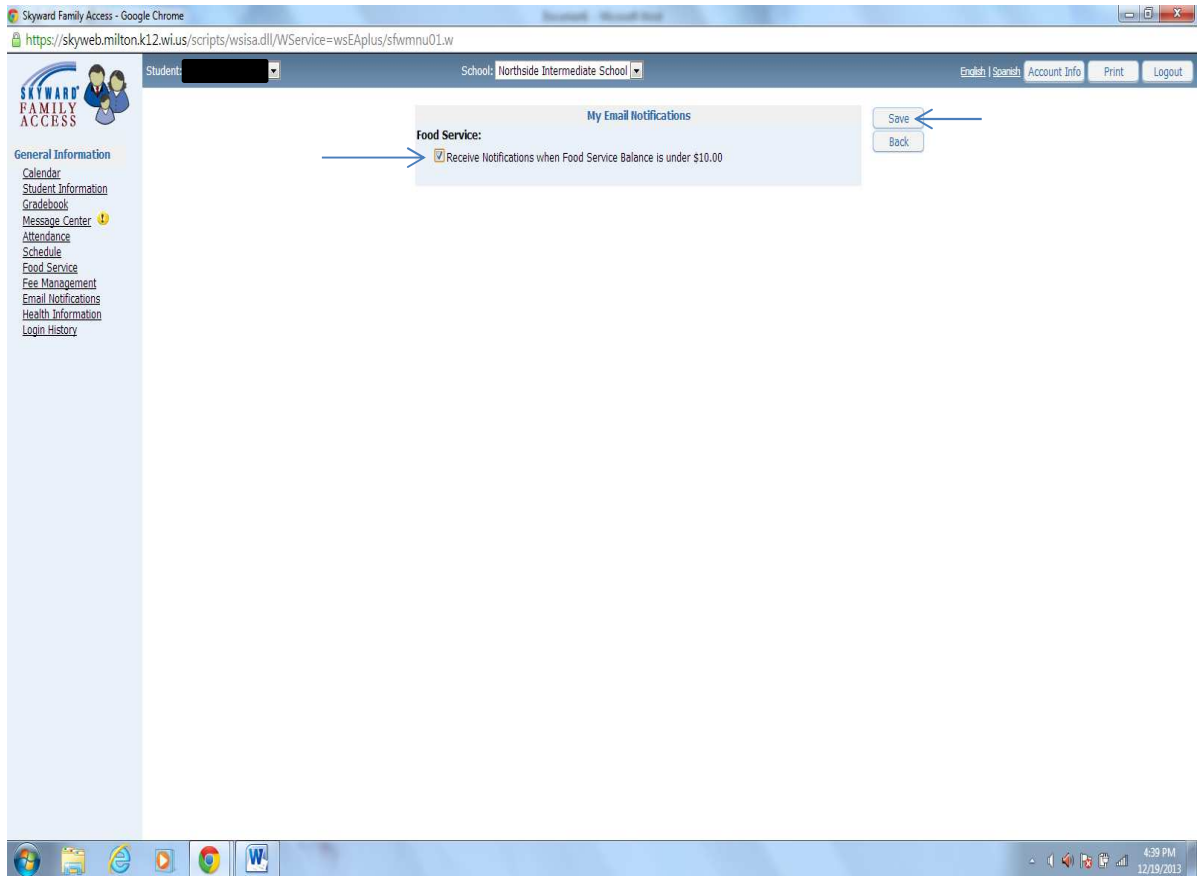 Skyward Family Access - Google Chrome
https://skyweb.milton.k12.wi.us/scripts/wsisa.dll/WService=wsEAplus/sfwmnu01.w
SKYWARD®
FAMILY
ACCESS
Student:
School: Northside Intermediate School
English | Spanish Account Info Print Logout
My Email Notifications
Save
Food Service:
Back
Receive Notifications when Food Service Balance is under $10.00
General Information
Calendar
Student Information
Gradebook
Message Center
Attendance
Schedule
Food Service
Fee Management
Email Notifications
Health Information
Login History
4:39 PM
12/19/2013